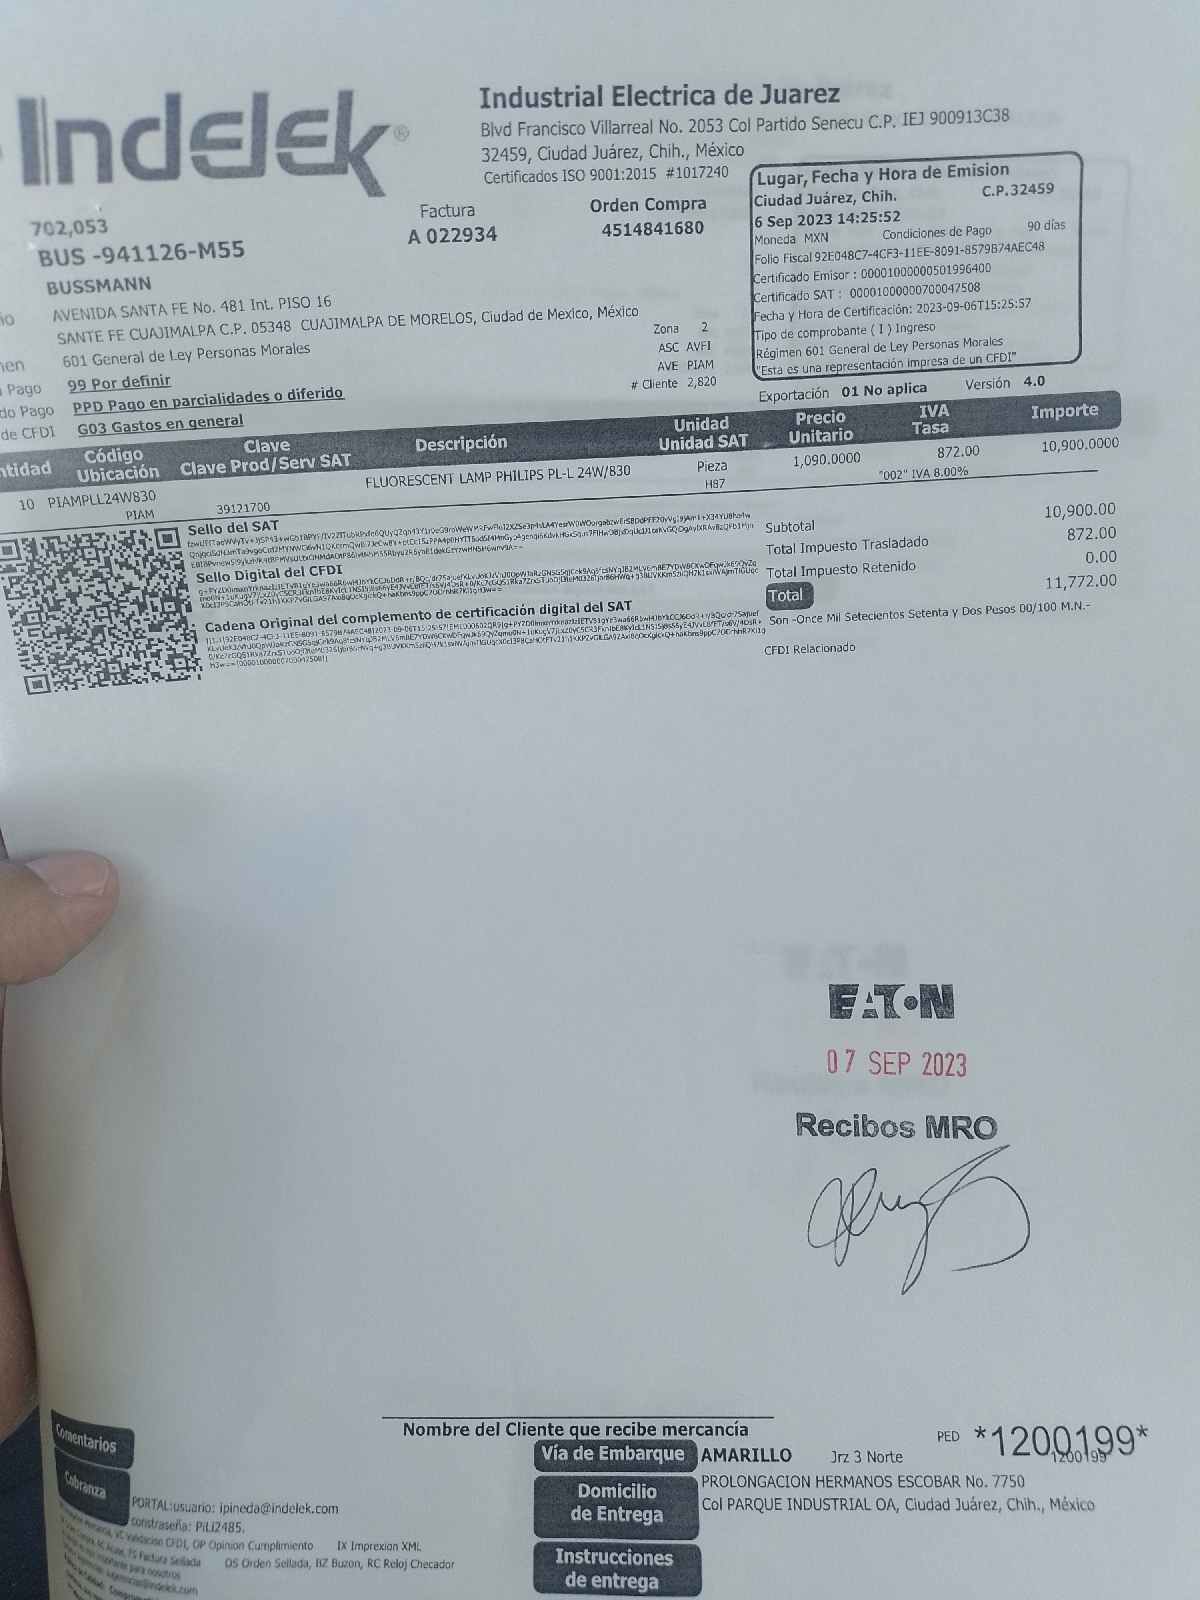 Indelek®
Industrial Electrica de Juarez
Blvd Francisco Villarreal No. 2053 Col Partido Senecu C.P. IEJ 900913C38
32459, Ciudad Juárez, Chih., México
Certificados ISO 9001:2015 #1017240
Lugar, Fecha y Hora de Emision
Ciudad Juárez, Chih. C.P.32459
6 Sep 2023 14:25:52
Moneda MXN Condiciones de Pago 90 días
Folio Fiscal 92E048C7-4CF3-11EE-8091-8579B74AEC48
Certificado Emisor : 00001000000501996400
Certificado SAT : 00001000000700047508
Fecha y Hora de Certificación: 2023-09-06T15:25:57
Tipo de comprobante ( I ) Ingreso
Régimen 601 General de Ley Personas Morales
"Esta es una representación impresa de un CFDI"
Factura
A 022934
Orden Compra
4514841680
702,053
BUS -941126-M55
BUSSMANN
AVENIDA SANTA FE No. 481 Int. PISO 16
SANTE FE CUAJIMALPA C.P. 05348 CUAJIMALPA DE MORELOS, Ciudad de Mexico, México
601 General de Ley Personas Morales
Pago 99 Por definir
do Pago PPD Pago en parcialidades o diferido
de CFDI G03 Gastos en general
Zona 2
ASC AVFI
AVE PIAM
# Cliente 2,820
Exportación 01 No aplica Versión 4.0
ntidad Código Ubicación Clave Clave Prod/Serv SAT Descripción Unidad Unidad SAT Precio Unitario IVA Tasa Importe
10 PIAMPLL24W830 FLUORESCENT LAMP PHILIPS PL-L 24W/830 Pieza 1,090.0000 872.00 10,900.0000
PIAM 39121700 H87 "002" IVA 8.00%
Sello del SAT
Sello Digital del CFDI
Cadena Original del complemento de certificación digital del SAT
Subtotal 10,900.00
Total Impuesto Trasladado 872.00
Total Impuesto Retenido 0.00
Total 11,772.00
Son -Once Mil Setecientos Setenta y Dos Pesos 00/100 M.N.-
CFDI Relacionado
EATON
07 SEP 2023
Recibos MRO
Nombre del Cliente que recibe mercancía
Vía de Embarque AMARILLO Jrz 3 Norte
PED *1200199*
1200199
Domicilio de Entrega
PROLONGACION HERMANOS ESCOBAR No. 7750
Col PARQUE INDUSTRIAL OA, Ciudad Juárez, Chih., México
Instrucciones de entrega
Comentarios
Cobranza
PORTAL:usuario: ipineda@indelek.com
constraseña: PiLi2485.
VC Validacion CFDI, OP Opinion Cumplimiento IX Impresion XML
FS Factura Sellada OS Orden Sellada, BZ Buzon, RC Reloj Checador